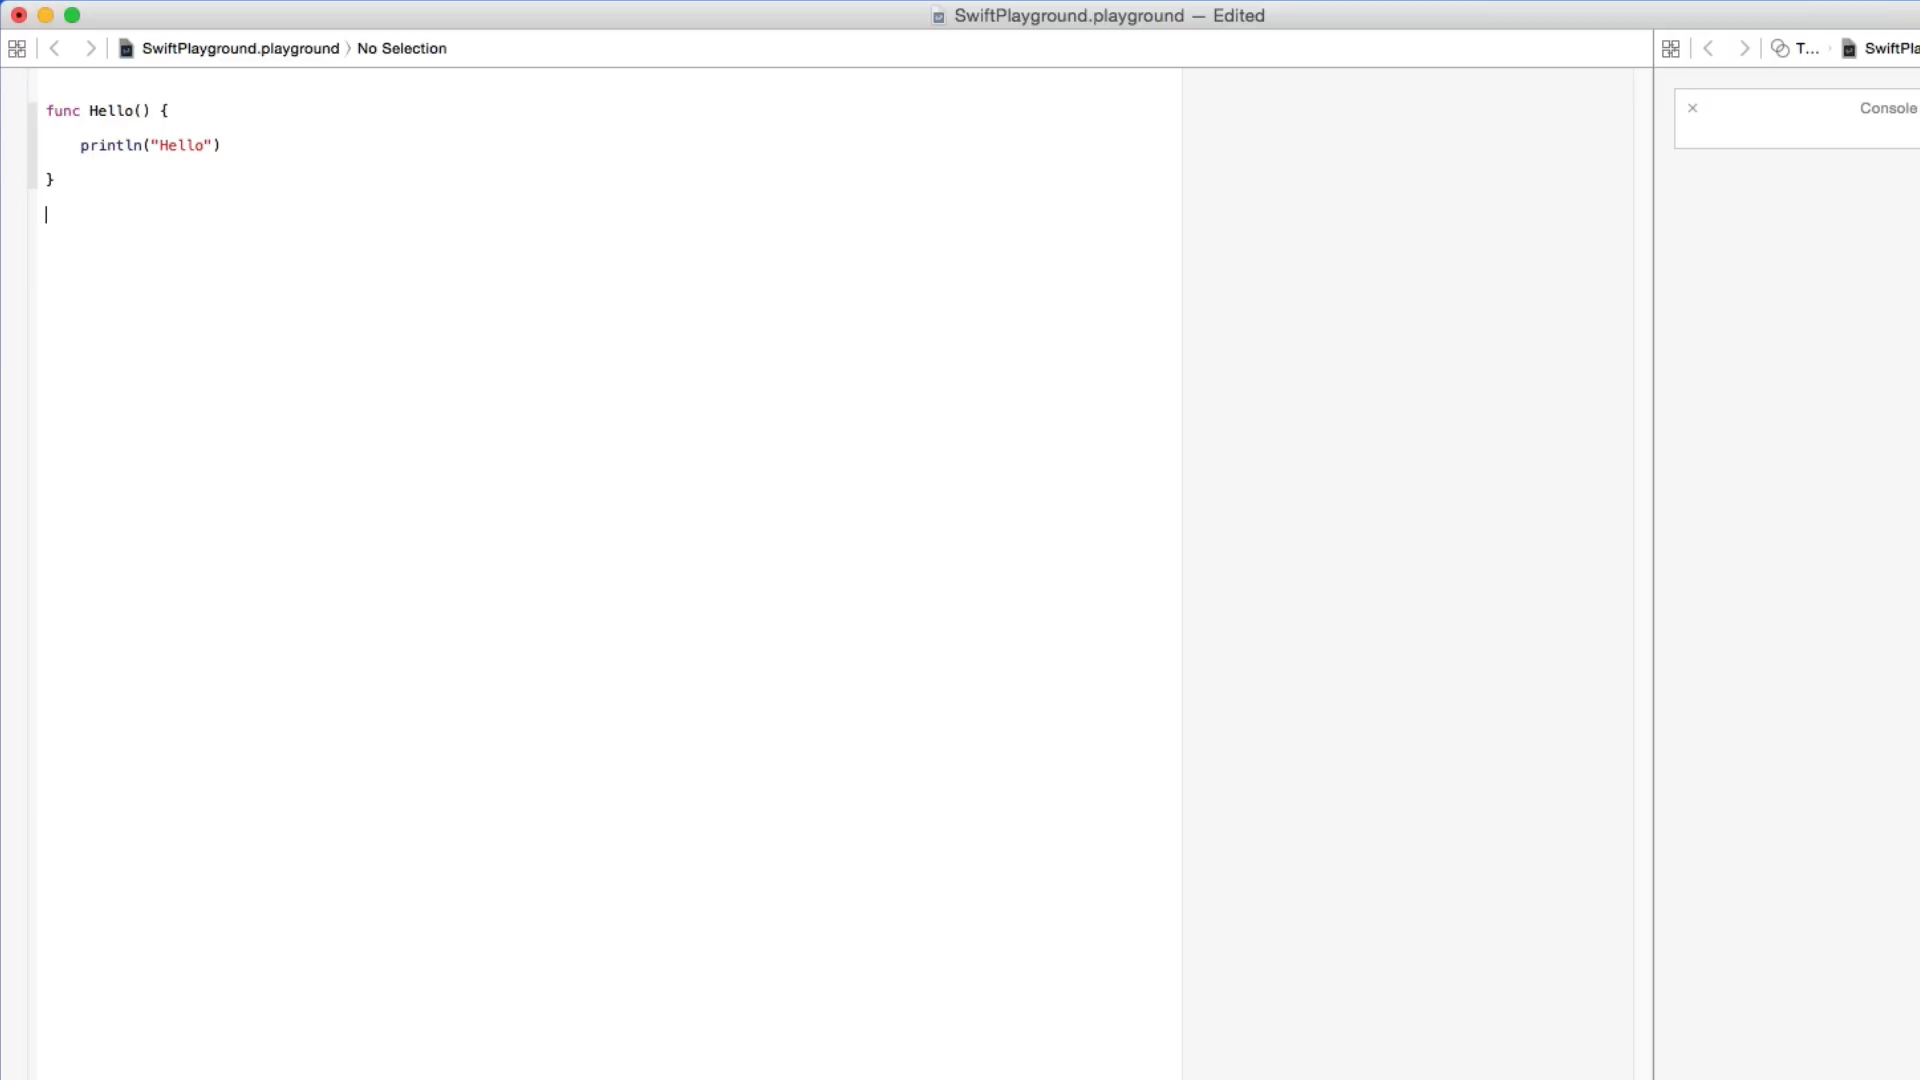 SwiftPlayground.playground — Edited
SwiftPlayground.playground 〉 No Selection
T... › SwiftPla
func Hello() {
    println("Hello")
}
Console